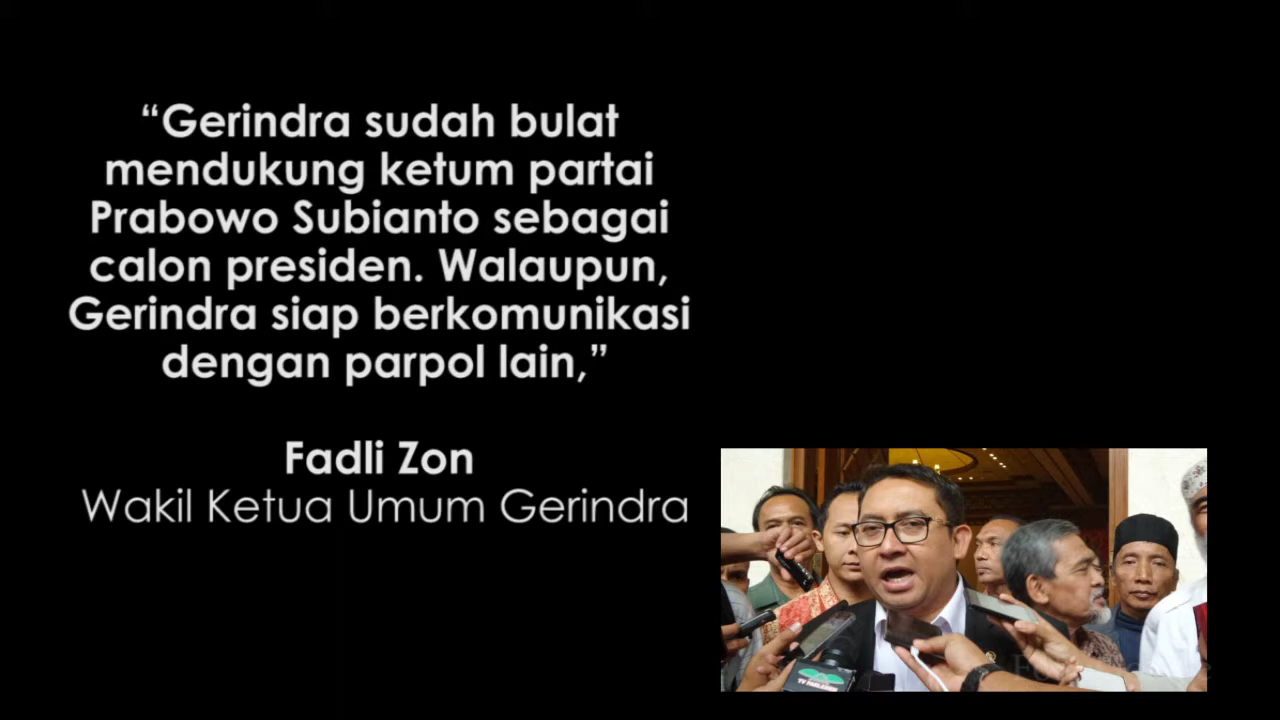 “Gerindra sudah bulat
mendukung ketum partai
Prabowo Subianto sebagai
calon presiden. Walaupun,
Gerindra siap berkomunikasi
dengan parpol lain,”
Fadli Zon
Wakil Ketua Umum Gerindra